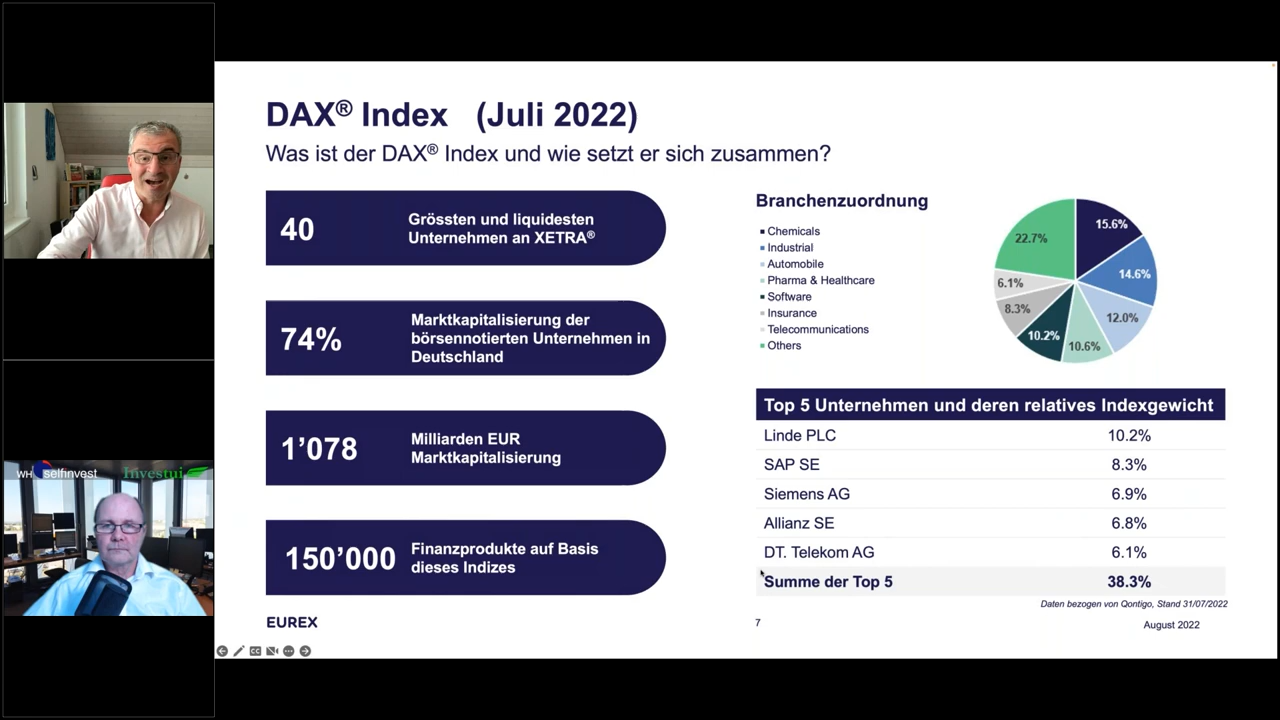 WH selfinvest
Investui
DAX® Index (Juli 2022)
Was ist der DAX® Index und wie setzt er sich zusammen?
40
Grössten und liquidesten
Unternehmen an XETRA®
74%
Marktkapitalisierung der
börsennotierten Unternehmen in
Deutschland
1’078
Milliarden EUR
Marktkapitalisierung
150’000
Finanzprodukte auf Basis
dieses Indizes
Branchenzuordnung
Chemicals
Industrial
Automobile
Pharma & Healthcare
Software
Insurance
Telecommunications
Others
15.6%
14.6%
12.0%
10.6%
10.2%
8.3%
6.1%
22.7%
Top 5 Unternehmen und deren relatives Indexgewicht
Linde PLC 10.2%
SAP SE 8.3%
Siemens AG 6.9%
Allianz SE 6.8%
DT. Telekom AG 6.1%
Summe der Top 5 38.3%
Daten bezogen von Qontigo, Stand 31/07/2022
EUREX
7
August 2022
CC